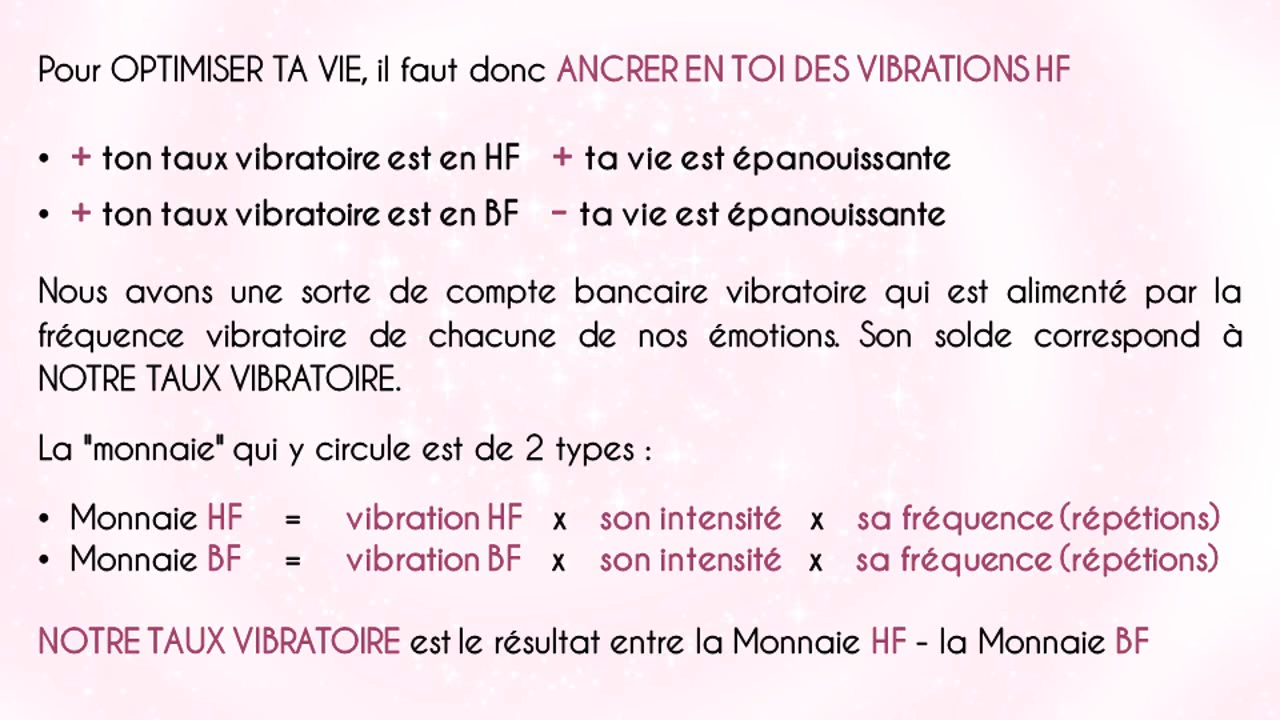 Pour OPTIMISER TA VIE, il faut donc ANCRER EN TOI DES VIBRATIONS HF
• + ton taux vibratoire est en HF + ta vie est épanouissante
• + ton taux vibratoire est en BF - ta vie est épanouissante
Nous avons une sorte de compte bancaire vibratoire qui est alimenté par la
fréquence vibratoire de chacune de nos émotions. Son solde correspond à
NOTRE TAUX VIBRATOIRE.
La "monnaie" qui y circule est de 2 types :
• Monnaie HF = vibration HF x son intensité x sa fréquence (répétions)
• Monnaie BF = vibration BF x son intensité x sa fréquence (répétions)
NOTRE TAUX VIBRATOIRE est le résultat entre la Monnaie HF - la Monnaie BF